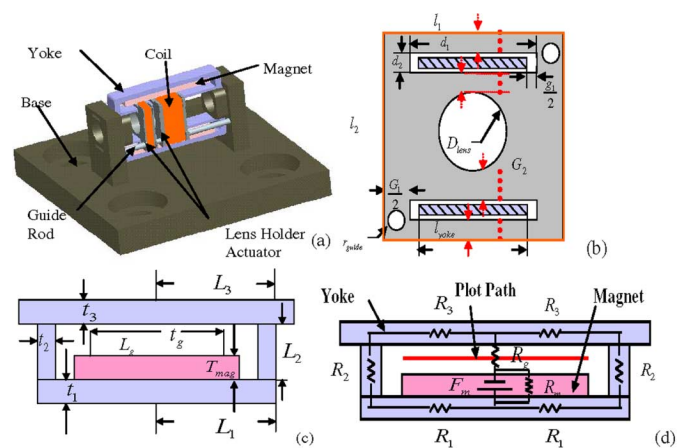 Yoke
Coil
Magnet
Base
Guide
Rod
Lens Holder
Actuator
(a)
l1
d1
d2
g1
2
l2
Dlens
G2
G1
2
lyoke
rguide
(b)
L3
t3
t2
Lg
tg
L2
Tmag
t1
L1
(c)
Yoke
Plot Path
Magnet
R3
R3
R2
Rg
R2
Fm
Rm
R1
R1
(d)